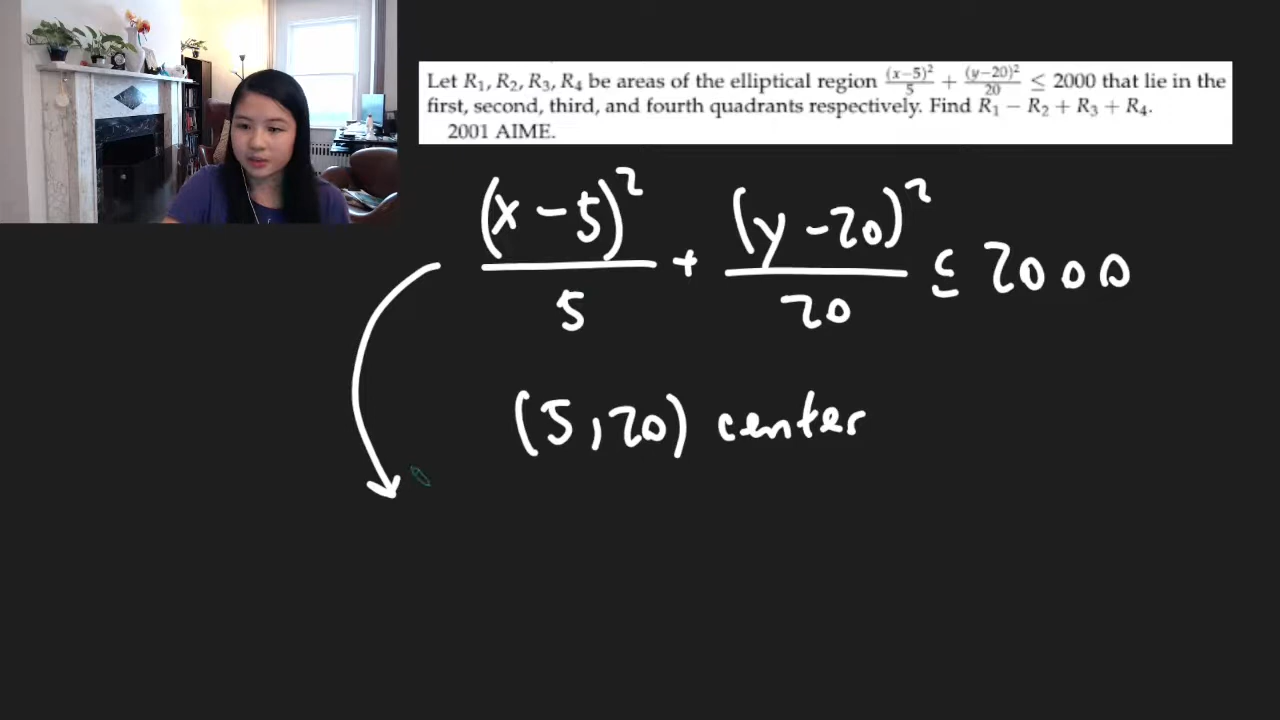 Let R₁, R₂, R₃, R₄ be areas of the elliptical region (x−5)²/5 + (y−20)²/20 ≤ 2000 that lie in the
first, second, third, and fourth quadrants respectively. Find R₁ − R₂ + R₃ + R₄.
2001 AIME.
(x − 5)²/5 + (y − 20)²/20 ≤ 2000
(5,20) center